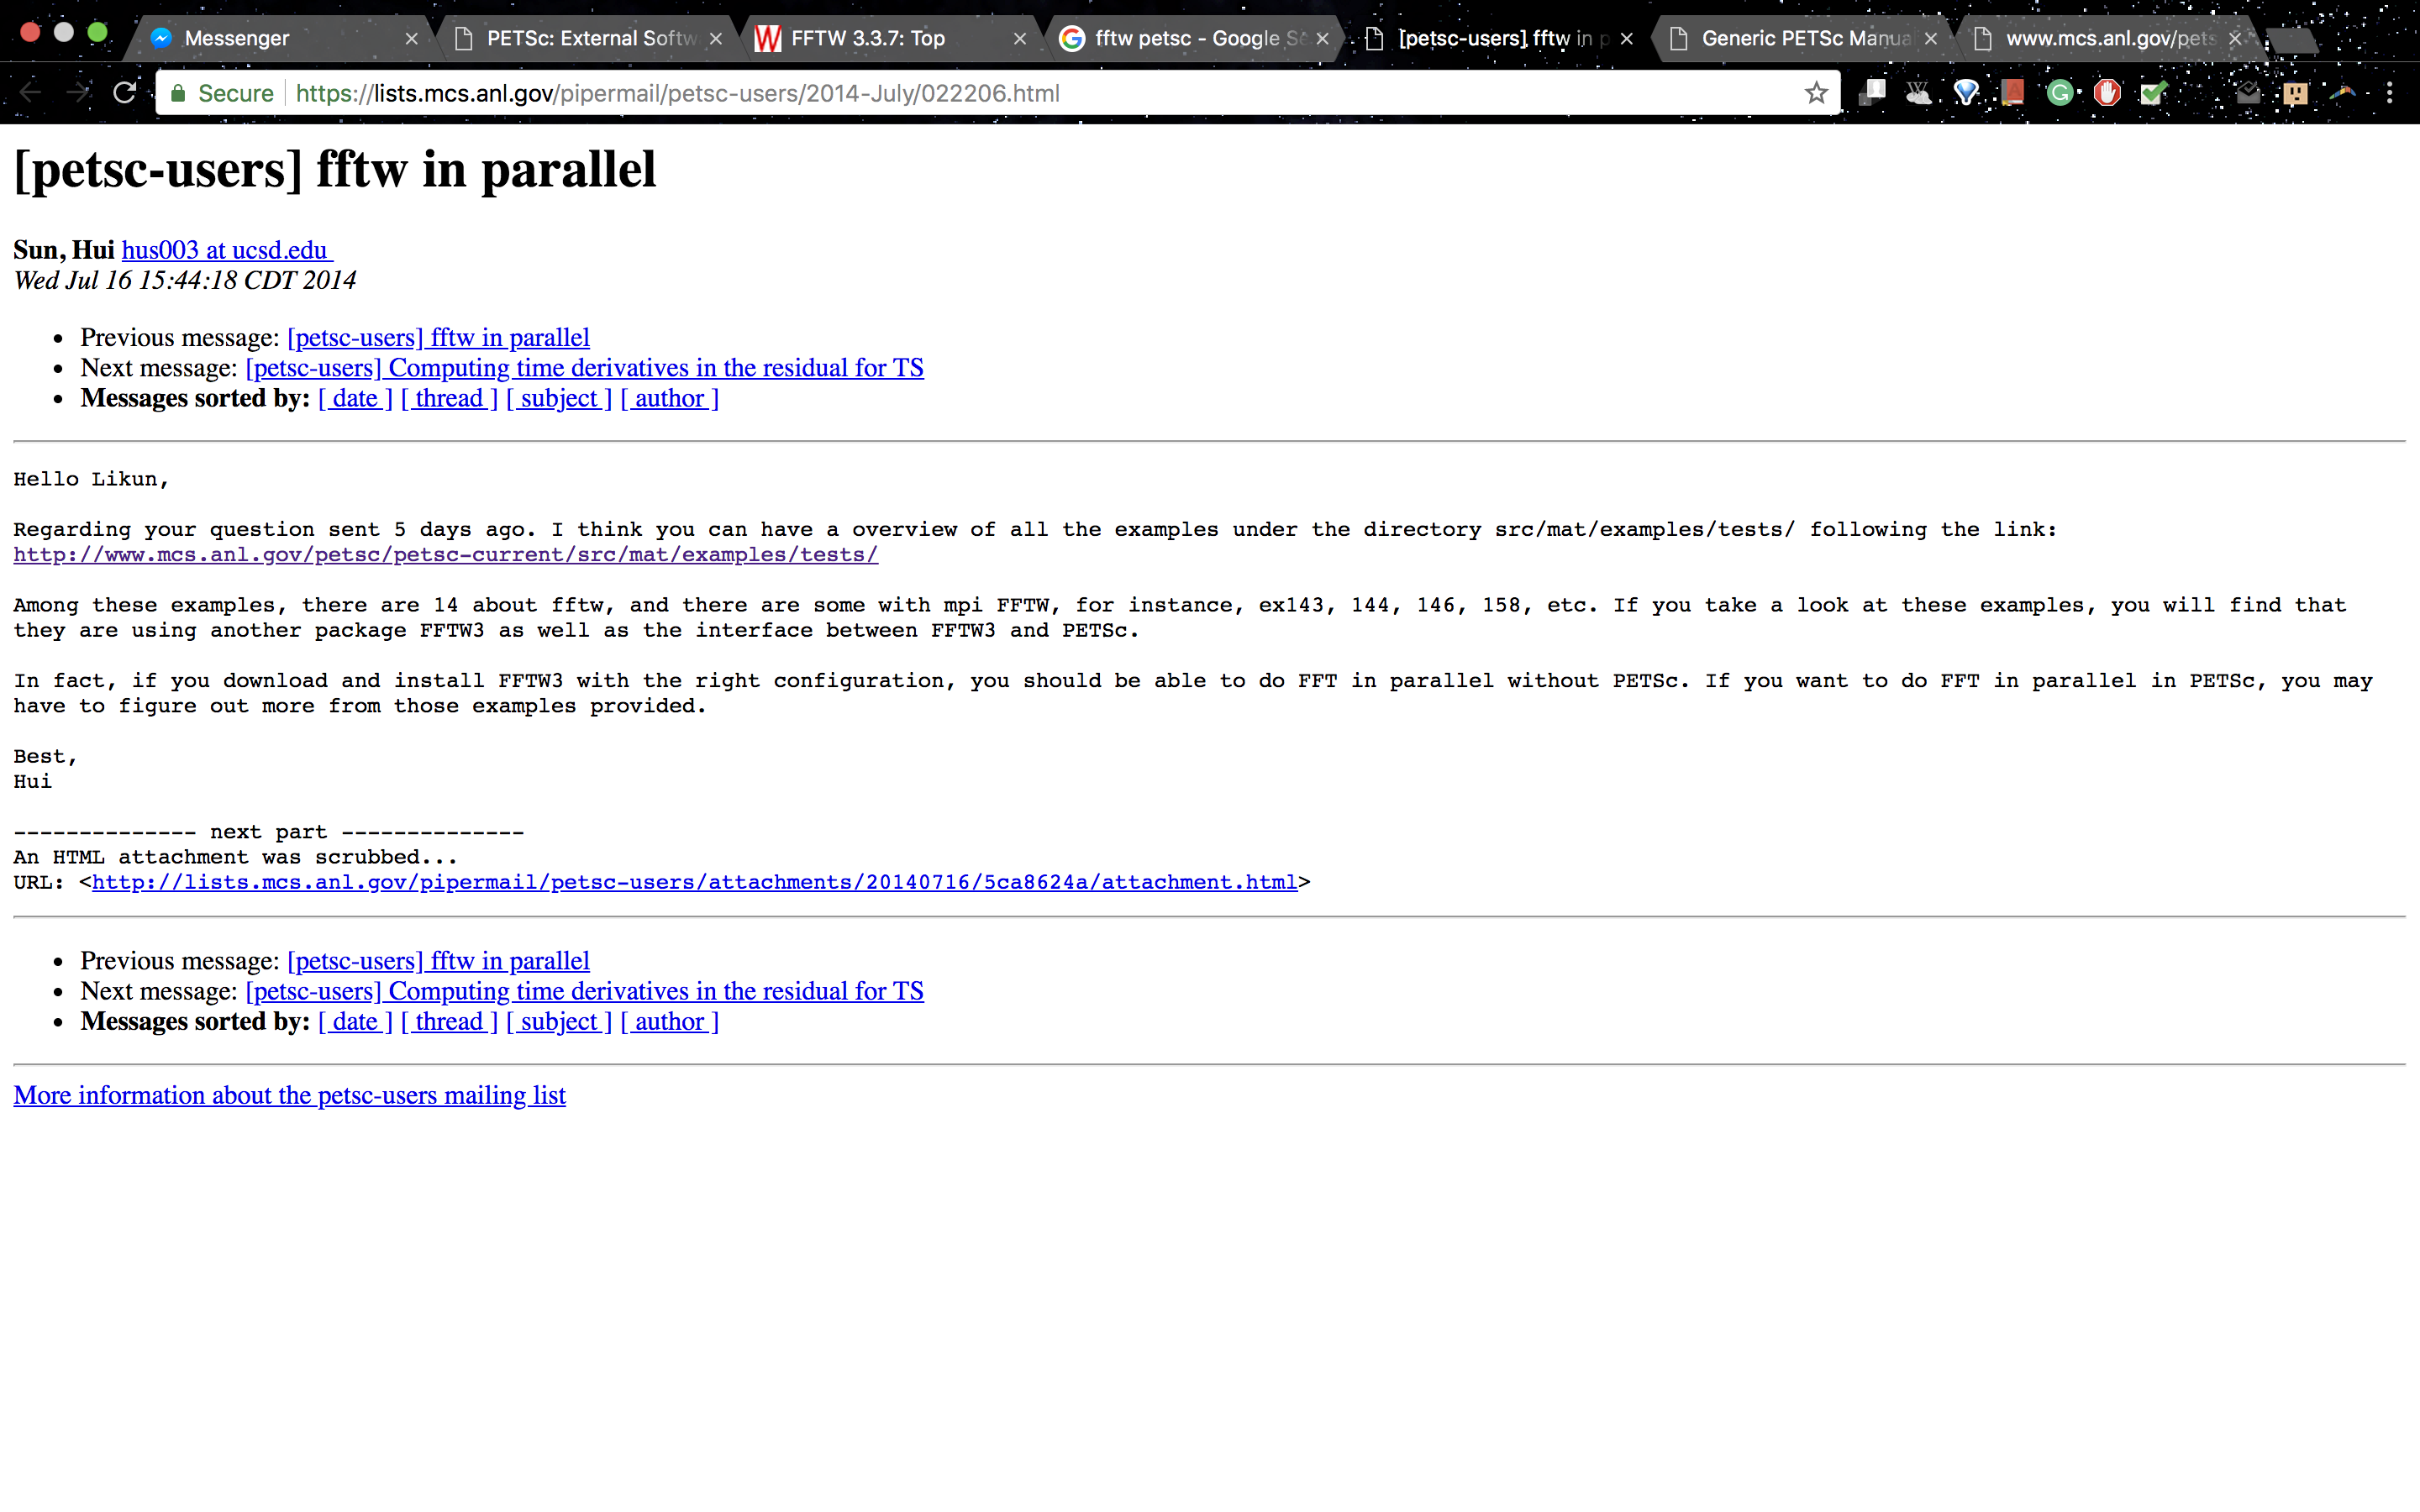 Messenger
PETSc: External Softw
FFTW 3.3.7: Top
fftw petsc - Google Se
[petsc-users] fftw in p
Generic PETSc Manua
www.mcs.anl.gov/pets
Secure https://lists.mcs.anl.gov/pipermail/petsc-users/2014-July/022206.html
[petsc-users] fftw in parallel
Sun, Hui hus003 at ucsd.edu
Wed Jul 16 15:44:18 CDT 2014
• Previous message: [petsc-users] fftw in parallel
• Next message: [petsc-users] Computing time derivatives in the residual for TS
• Messages sorted by: [ date ] [ thread ] [ subject ] [ author ]
Hello Likun,
Regarding your question sent 5 days ago. I think you can have a overview of all the examples under the directory src/mat/examples/tests/ following the link:
http://www.mcs.anl.gov/petsc/petsc-current/src/mat/examples/tests/
Among these examples, there are 14 about fftw, and there are some with mpi FFTW, for instance, ex143, 144, 146, 158, etc. If you take a look at these examples, you will find that
they are using another package FFTW3 as well as the interface between FFTW3 and PETSc.
In fact, if you download and install FFTW3 with the right configuration, you should be able to do FFT in parallel without PETSc. If you want to do FFT in parallel in PETSc, you may
have to figure out more from those examples provided.
Best,
Hui
-------------- next part --------------
An HTML attachment was scrubbed...
URL: <http://lists.mcs.anl.gov/pipermail/petsc-users/attachments/20140716/5ca8624a/attachment.html>
• Previous message: [petsc-users] fftw in parallel
• Next message: [petsc-users] Computing time derivatives in the residual for TS
• Messages sorted by: [ date ] [ thread ] [ subject ] [ author ]
More information about the petsc-users mailing list